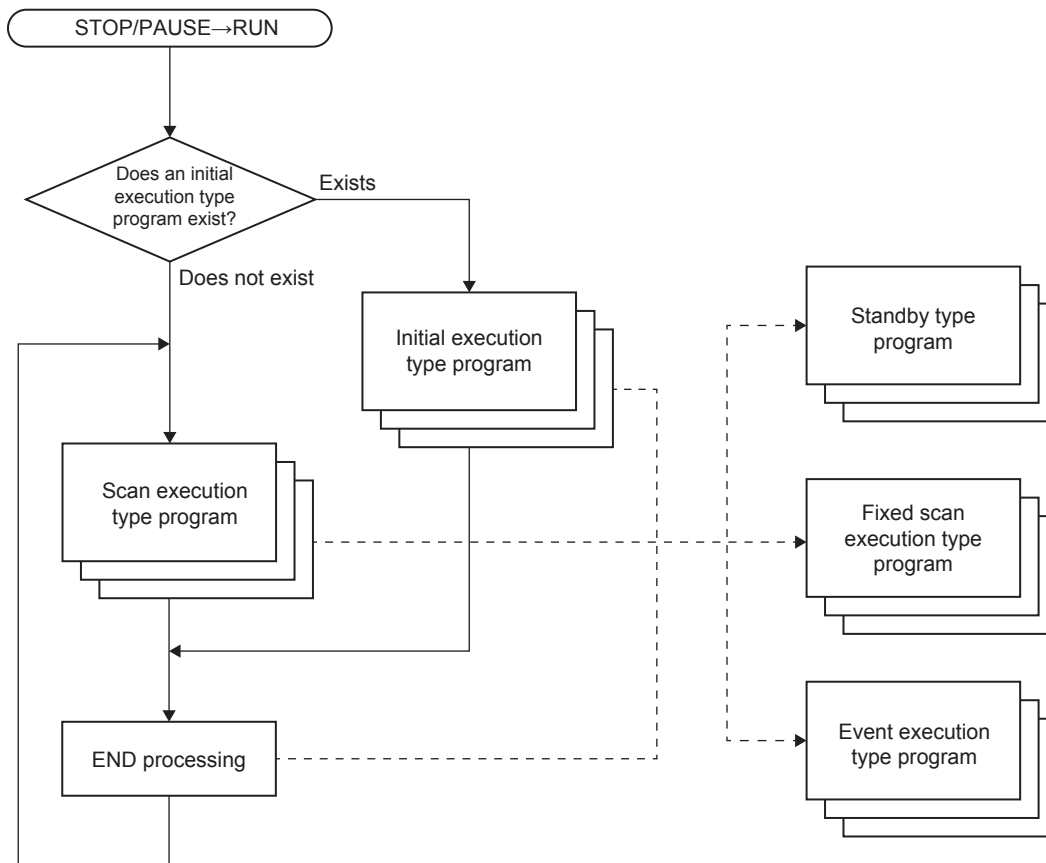 STOP/PAUSE→RUN
Does an initial
execution type
program exist?
Exists
Does not exist
Initial execution
type program
Standby type
program
Scan execution
type program
Fixed scan
execution type
program
END processing
Event execution
type program